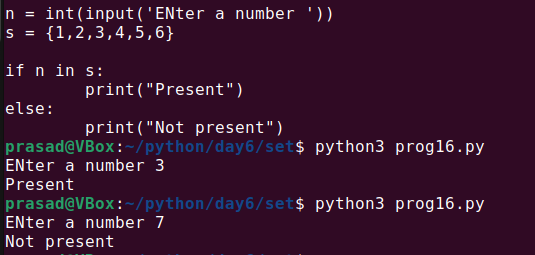 n = int(input('ENter a number '))
s = {1,2,3,4,5,6}
if n in s:
        print("Present")
else:
        print("Not present")
prasad@VBox:~/python/day6/set$ python3 prog16.py
ENter a number 3
Present
prasad@VBox:~/python/day6/set$ python3 prog16.py
ENter a number 7
Not present